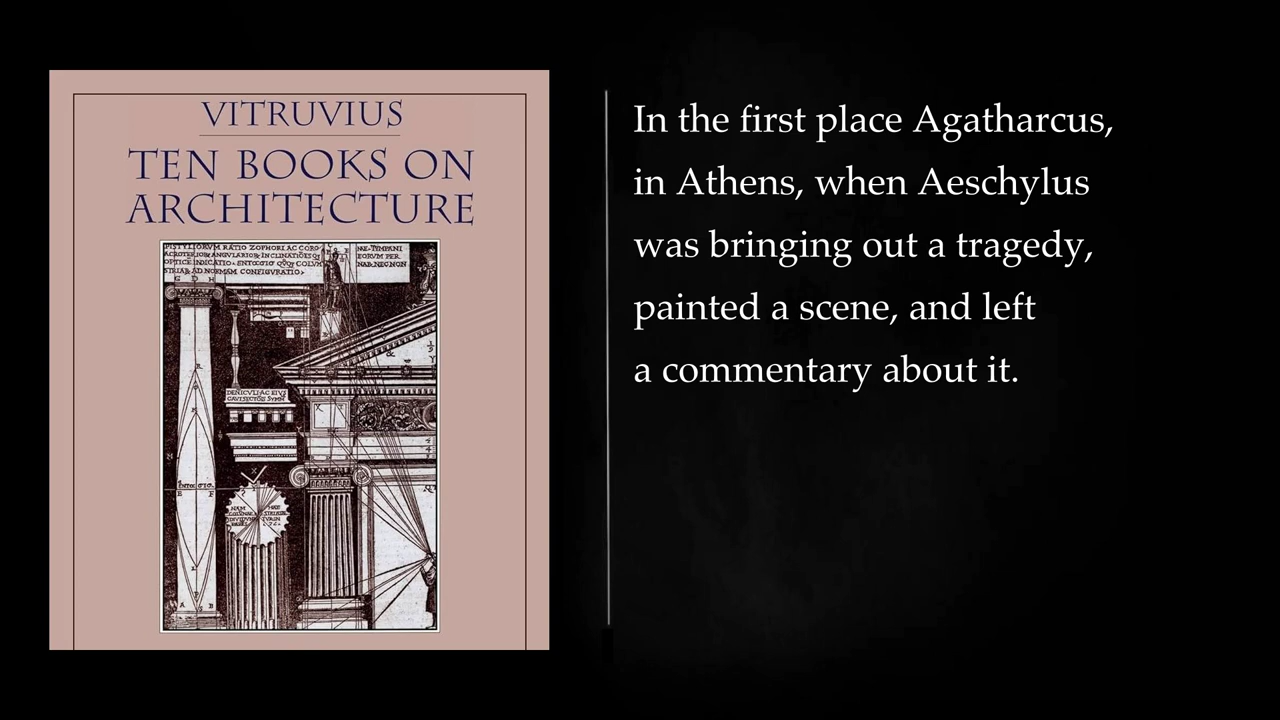 VITRUVIUS
TEN BOOKS ON
ARCHITECTURE
In the first place Agatharcus,
in Athens, when Aeschylus
was bringing out a tragedy,
painted a scene, and left
a commentary about it.